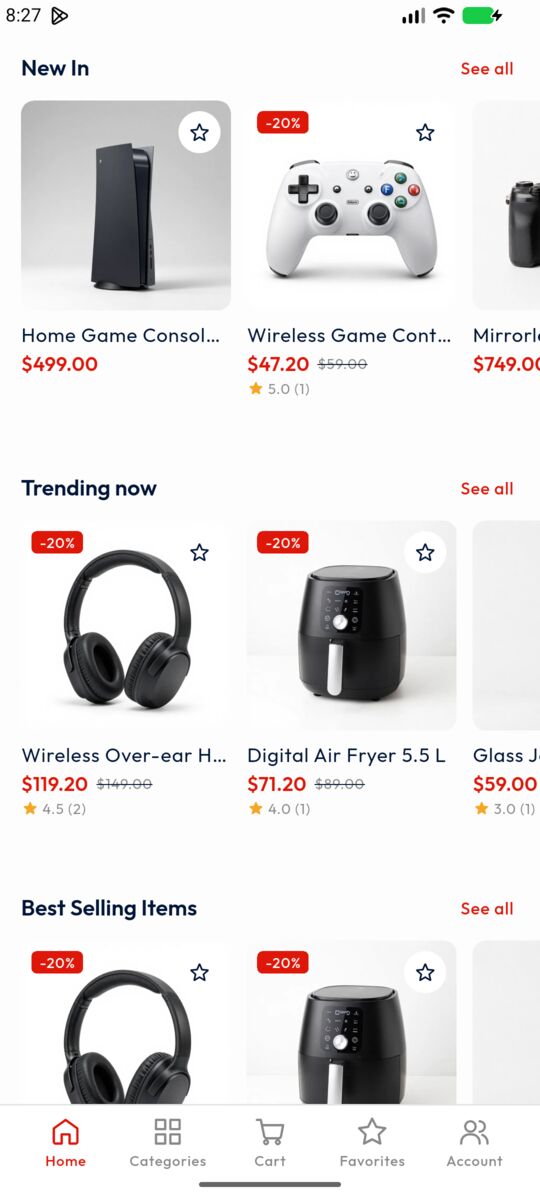 8:27
New In
See all
-20%
Home Game Consol...
Wireless Game Cont...
Mirrorl
$499.00
$47.20 $59.00
$749.00
5.0 (1)
Trending now
See all
-20%
-20%
Wireless Over-ear H...
Digital Air Fryer 5.5 L
Glass J
$119.20 $149.00
$71.20 $89.00
$59.00
4.5 (2)
4.0 (1)
3.0 (1)
Best Selling Items
See all
-20%
-20%
Home
Categories
Cart
Favorites
Account